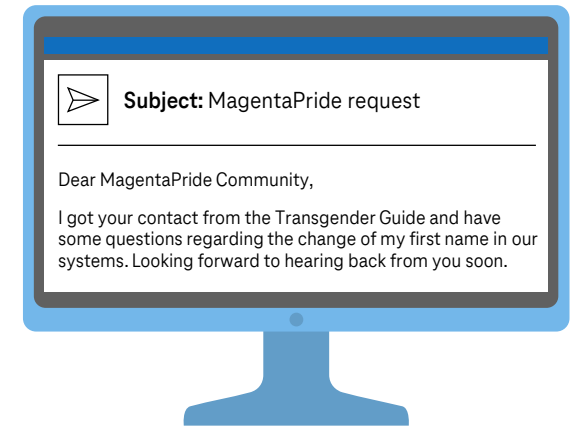 Subject: MagentaPride request
Dear MagentaPride Community,
I got your contact from the Transgender Guide and have
some questions regarding the change of my first name in our
systems. Looking forward to hearing back from you soon.